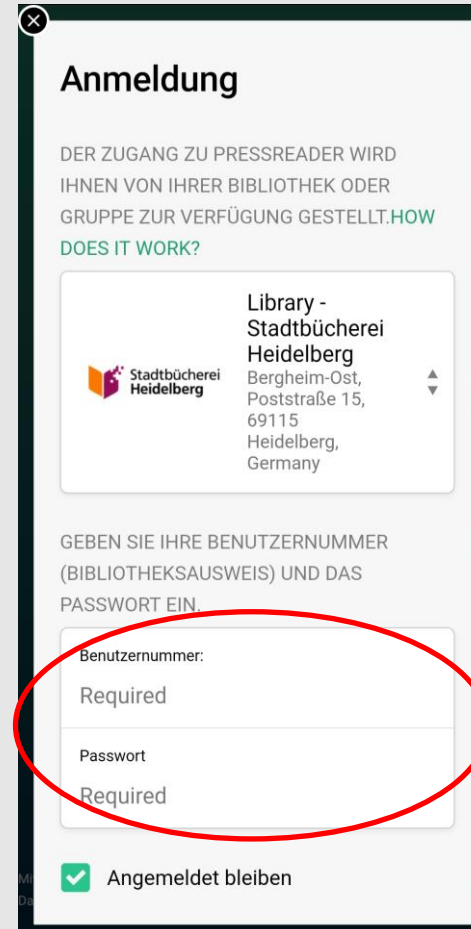 Anmeldung
DER ZUGANG ZU PRESSREADER WIRD
IHNEN VON IHRER BIBLIOTHEK ODER
GRUPPE ZUR VERFÜGUNG GESTELLT.HOW
DOES IT WORK?
Stadtbücherei
Heidelberg
Library -
Stadtbücherei
Heidelberg
Bergheim-Ost,
Poststraße 15,
69115
Heidelberg,
Germany
GEBEN SIE IHRE BENUTZERNUMMER
(BIBLIOTHEKSAUSWEIS) UND DAS
PASSWORT EIN.
Benutzernummer:
Required
Passwort
Required
Angemeldet bleiben